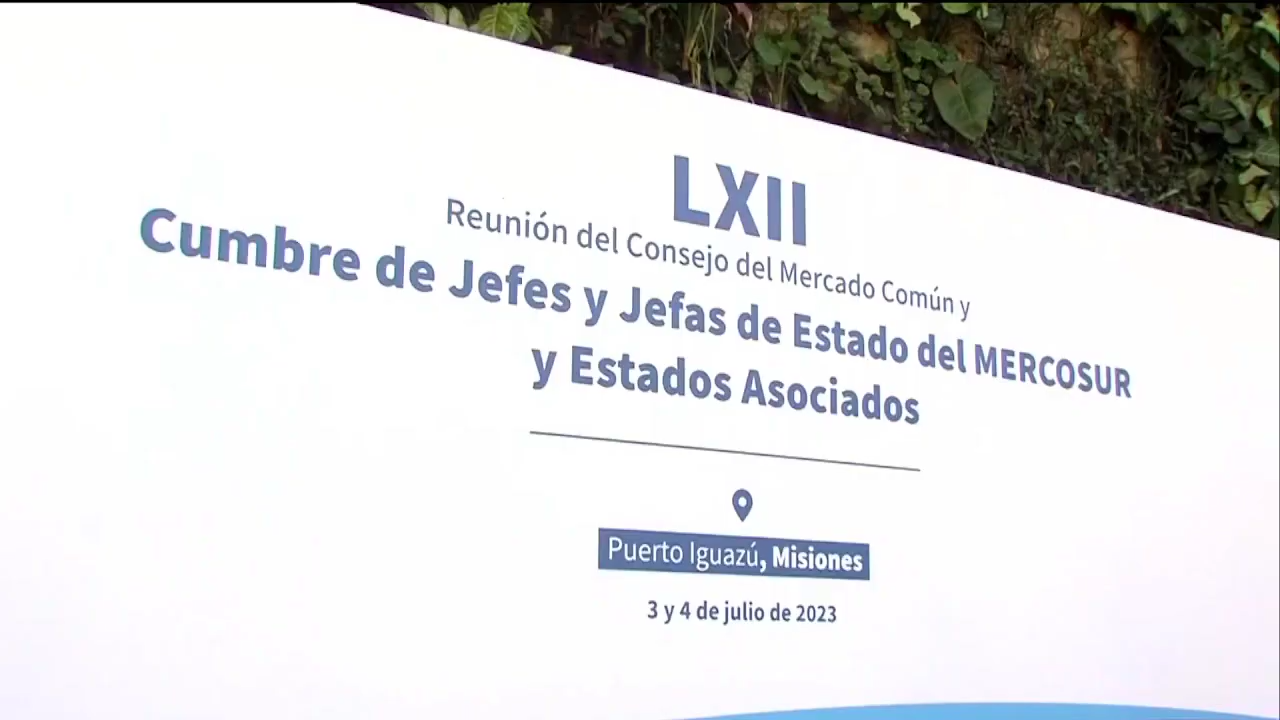 LXII
Reunión del Consejo del Mercado Común y
Cumbre de Jefes y Jefas de Estado del MERCOSUR
y Estados Asociados
Puerto Iguazú, Misiones
3 y 4 de julio de 2023